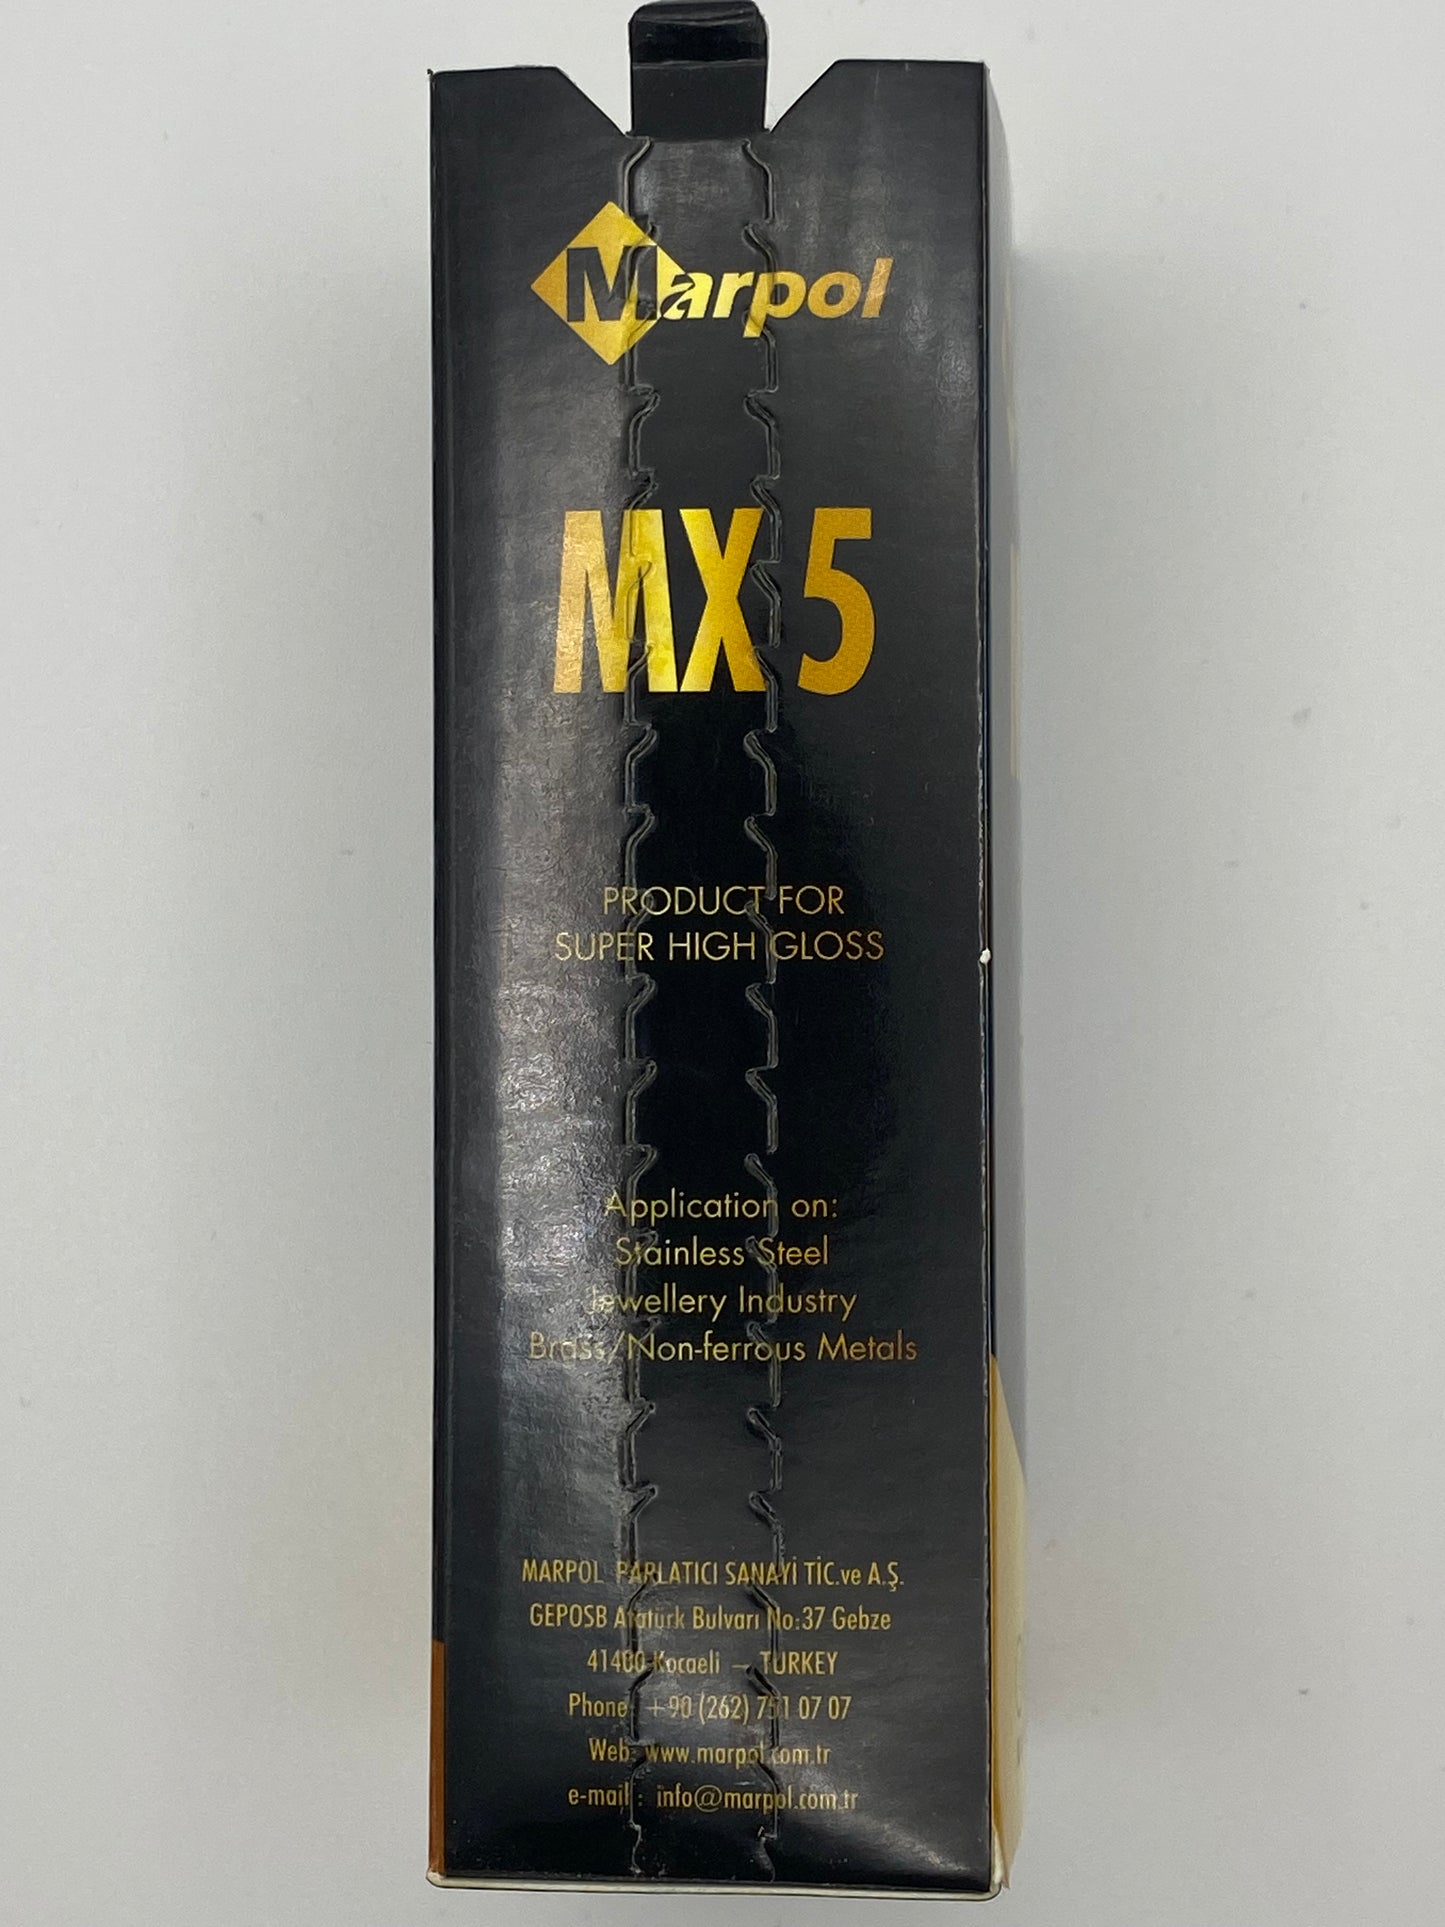 Marpol
MX 5
PRODUCT FOR
SUPER HIGH GLOSS
Application on:
Stainless Steel
Jewellery Industry
Brass/Non-ferrous Metals
MARPOL PARLATICI SANAYİ TİC.ve A.Ş.
GEPOSB Atatürk Bulvarı No:37 Gebze
41400 Kocaeli – TURKEY
Phone : +90 (262) 751 07 07
Web: www.marpol.com.tr
e-mail : info@marpol.com.tr